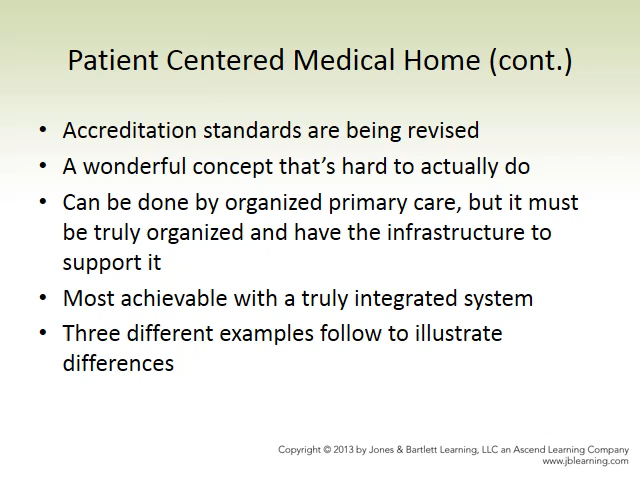 Patient Centered Medical Home (cont.)
• Accreditation standards are being revised
• A wonderful concept that’s hard to actually do
• Can be done by organized primary care, but it must
be truly organized and have the infrastructure to
support it
• Most achievable with a truly integrated system
• Three different examples follow to illustrate
differences
Copyright © 2013 by Jones & Bartlett Learning, LLC an Ascend Learning Company
www.jblearning.com